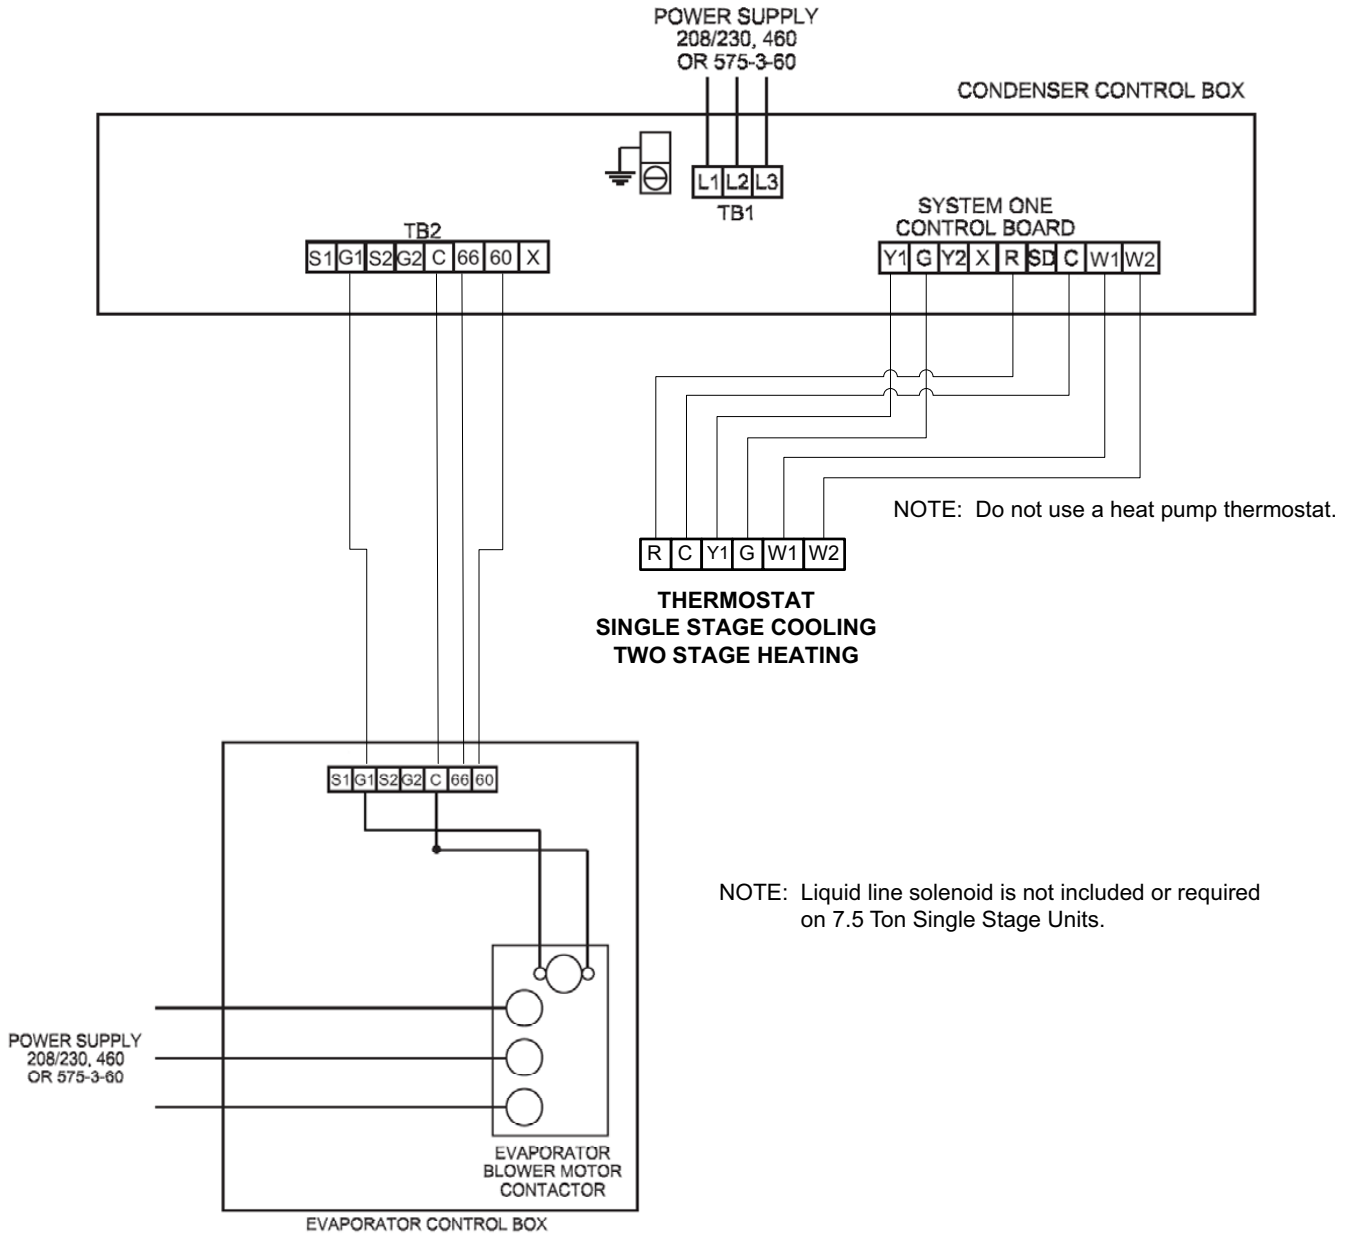 POWER SUPPLY
208/230, 460
OR 575-3-60
CONDENSER CONTROL BOX
L1 L2 L3
TB1
TB2
S1 G1 S2 G2 C 66 60 X
SYSTEM ONE
CONTROL BOARD
Y1 G Y2 X R SD C W1 W2
NOTE: Do not use a heat pump thermostat.
R C Y1 G W1 W2
THERMOSTAT
SINGLE STAGE COOLING
TWO STAGE HEATING
S1 G1 S2 G2 C 66 60
NOTE: Liquid line solenoid is not included or required
on 7.5 Ton Single Stage Units.
POWER SUPPLY
208/230, 460
OR 575-3-60
EVAPORATOR
BLOWER MOTOR
CONTACTOR
EVAPORATOR CONTROL BOX